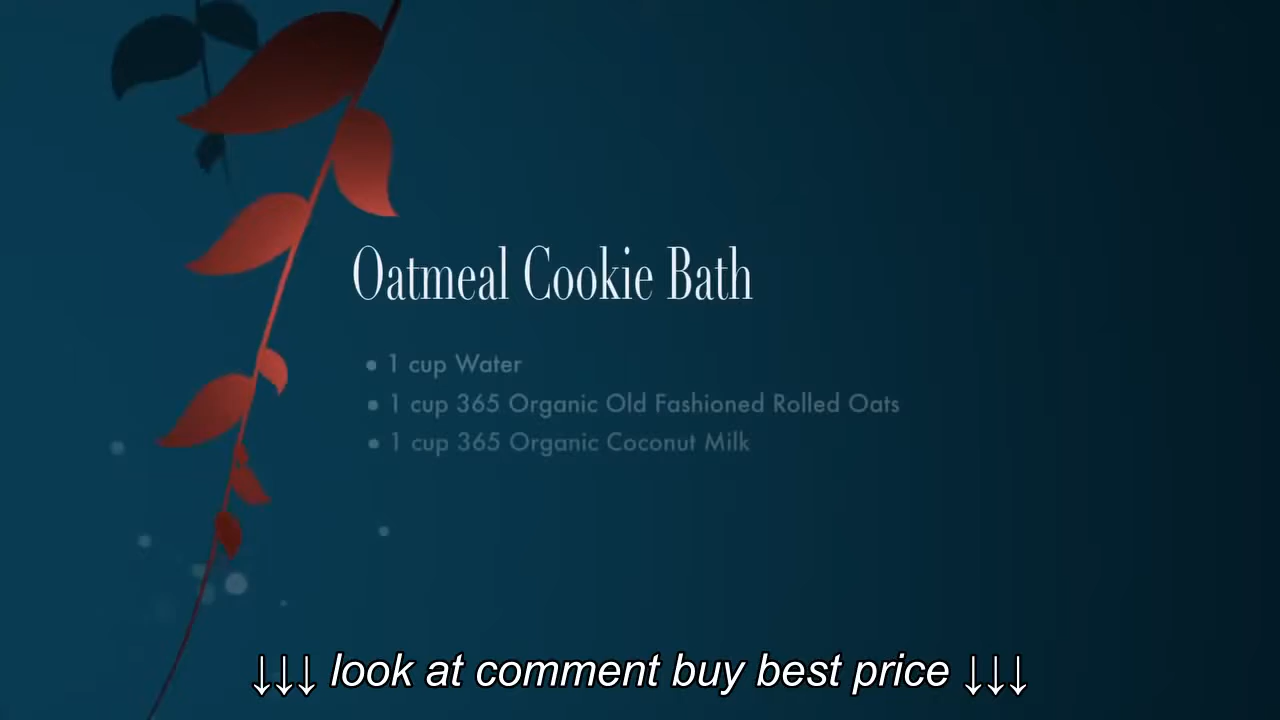 Oatmeal Cookie Bath
• 1 cup Water
• 1 cup 365 Organic Old Fashioned Rolled Oats
• 1 cup 365 Organic Coconut Milk
↓↓↓ look at comment buy best price ↓↓↓